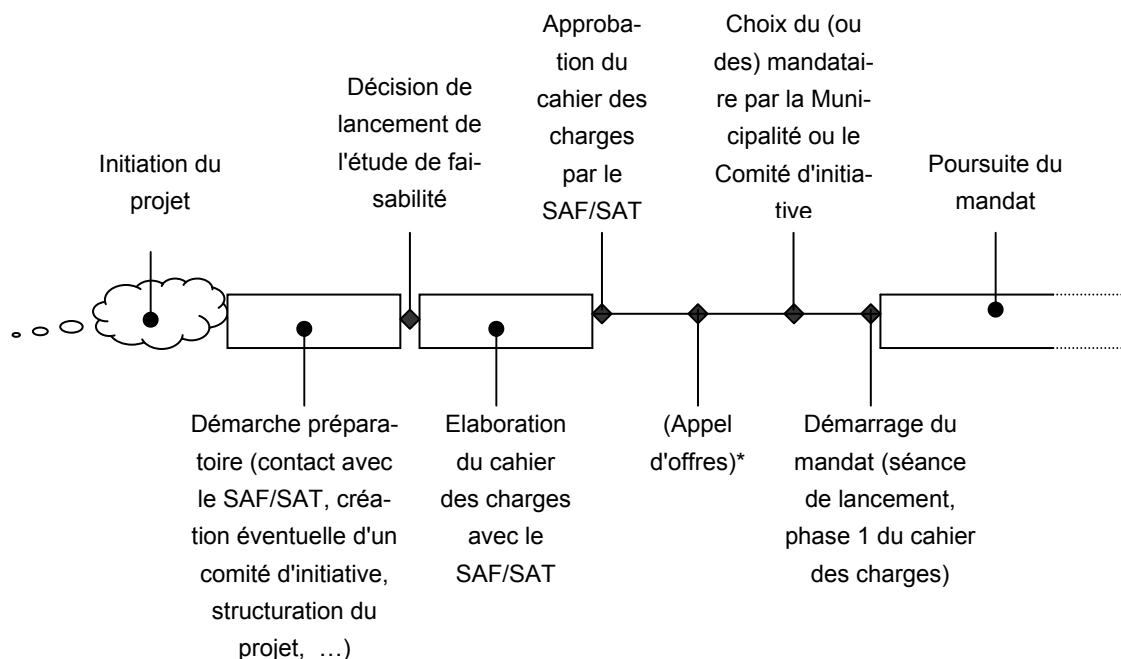 Initiation du
projet
Décision de
lancement de
l'étude de fai-
sabilité
Approba-
tion du
cahier des
charges
par le
SAF/SAT
Choix du (ou
des) mandatai-
re par la Muni-
cipalité ou le
Comité d'initia-
tive
Poursuite du
mandat
Démarche prépara-
toire (contact avec
le SAF/SAT, créa-
tion éventuelle d'un
comité d'initiative,
structuration du
projet, …)
Elaboration
du cahier
des charges
avec le
SAF/SAT
(Appel
d'offres)*
Démarrage du
mandat (séance
de lancement,
phase 1 du cahier
des charges)